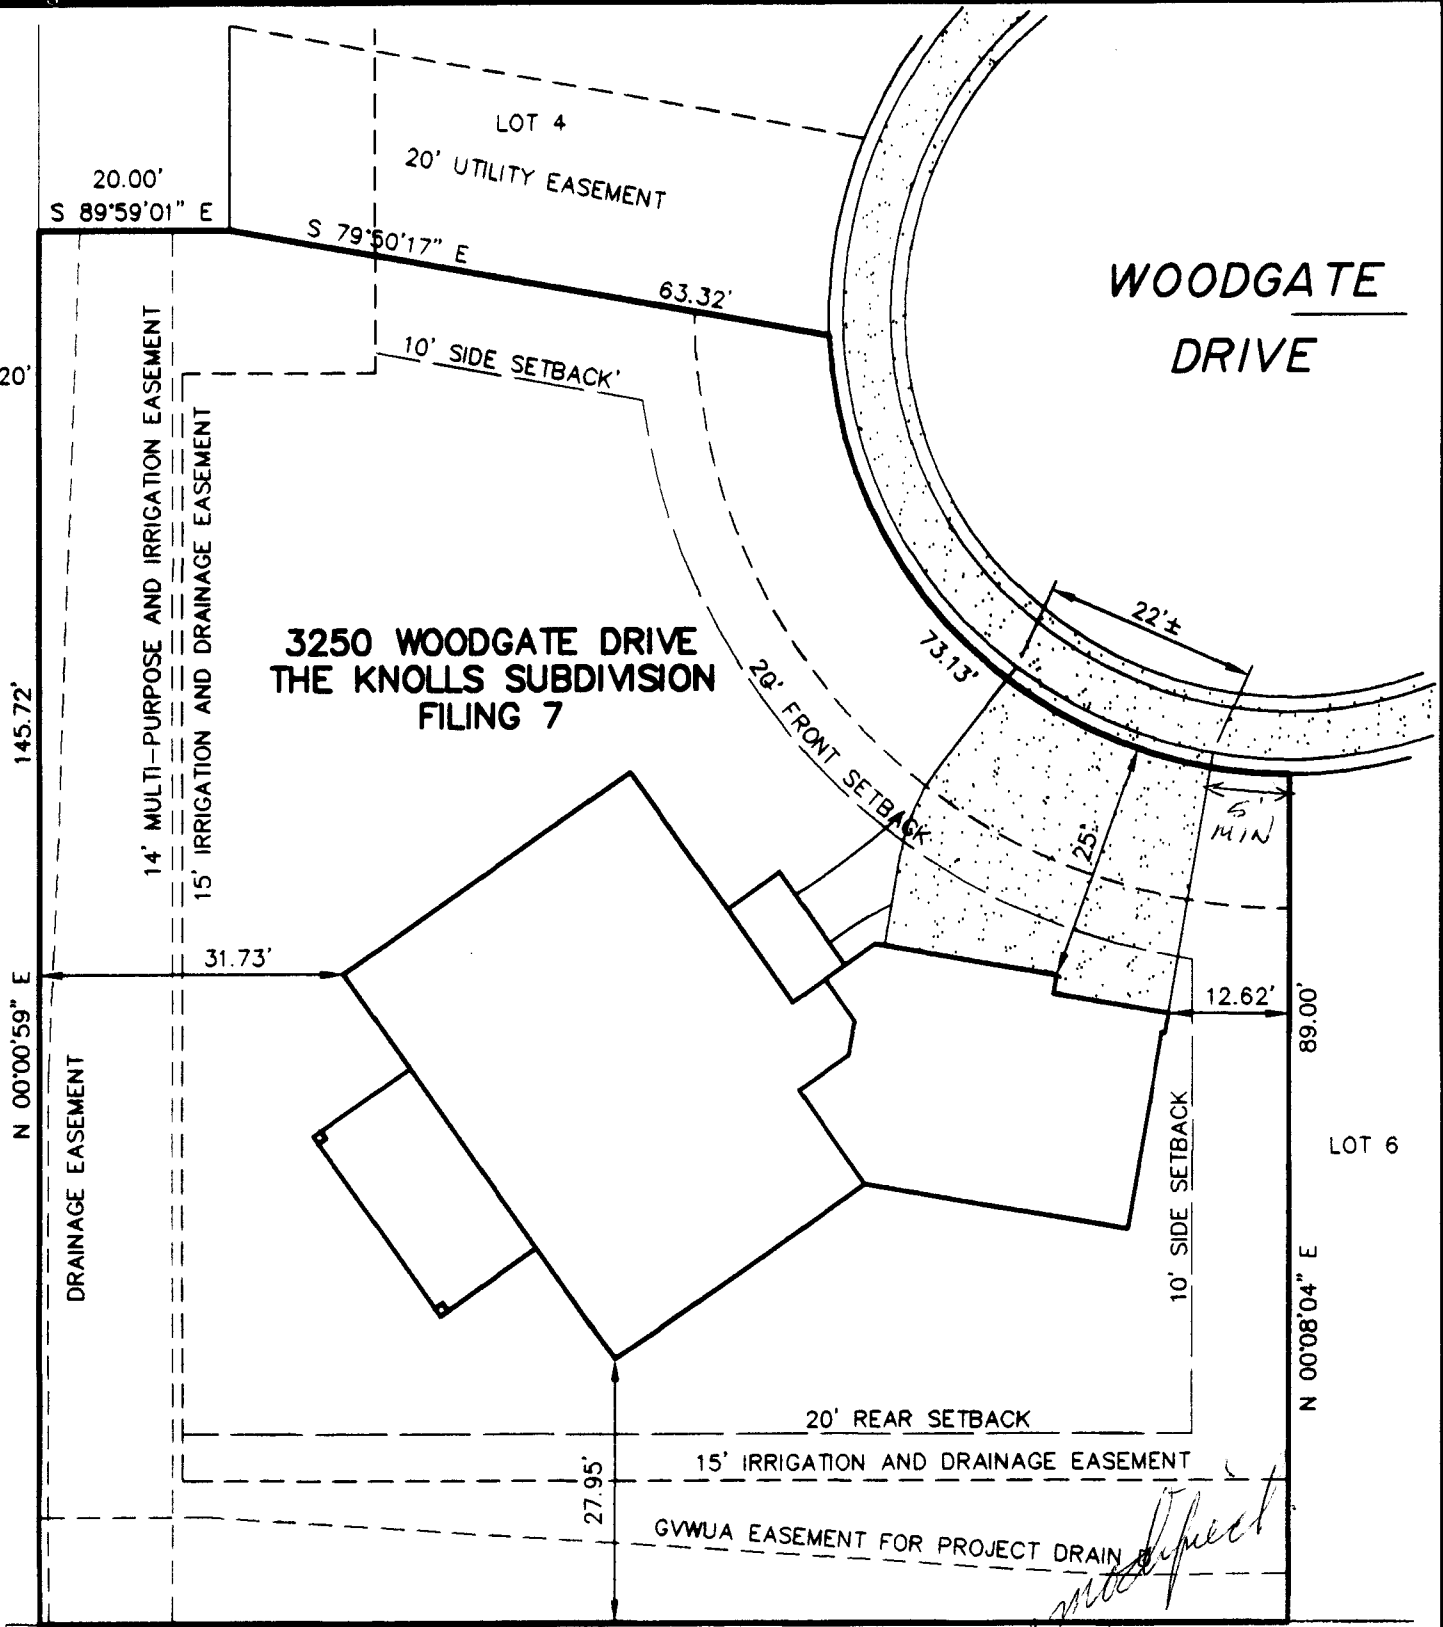 LOT 4
20' UTILITY EASEMENT
20.00'
S 89°59'01" E
S 79°50'17" E
63.32'
WOODGATE
DRIVE
10' SIDE SETBACK'
20'
14' MULTI-PURPOSE AND IRRIGATION EASEMENT
15' IRRIGATION AND DRAINAGE EASEMENT
22'±
73.13'
3250 WOODGATE DRIVE
THE KNOLLS SUBDIVISION
FILING 7
20' FRONT SETBACK
145.72'
25'
5'
MIN
31.73'
12.62'
89.00'
N 00°00'59" E
DRAINAGE EASEMENT
10' SIDE SETBACK
LOT 6
N 00°08'04" E
20' REAR SETBACK
15' IRRIGATION AND DRAINAGE EASEMENT
27.95'
GVWUA EASEMENT FOR PROJECT DRAIN
modified